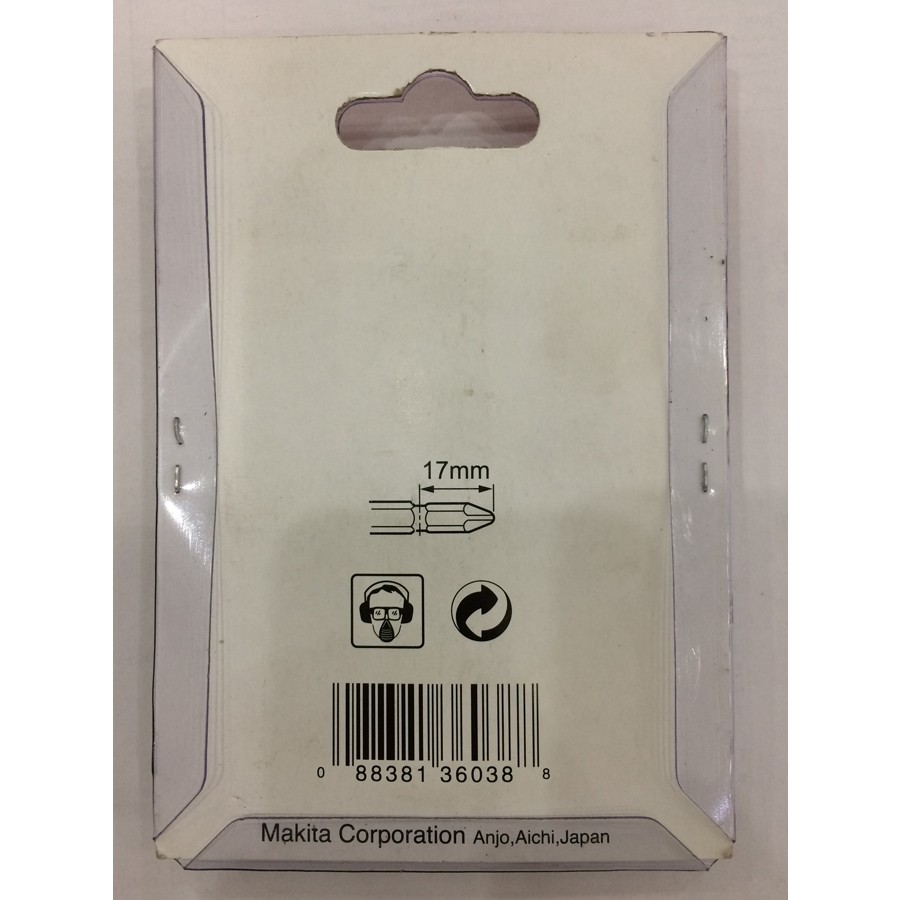 17mm
0 88381 36038 8
Makita Corporation Anjo,Aichi,Japan